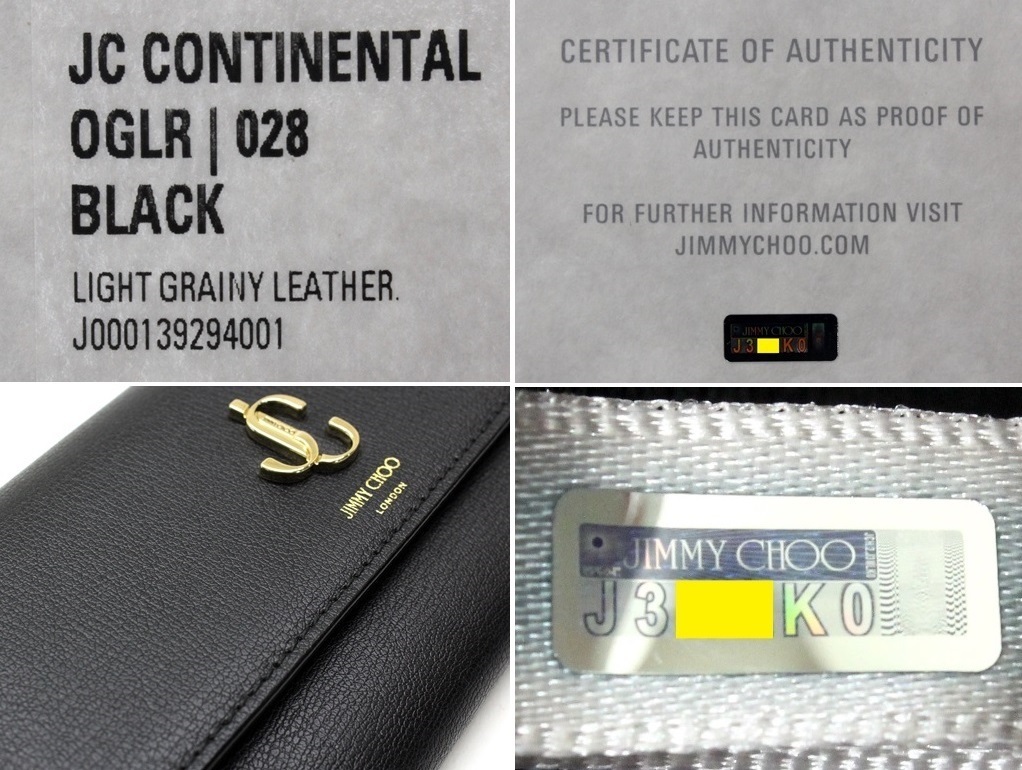 JC CONTINENTAL
OGLR | 028
BLACK
LIGHT GRAINY LEATHER.
J000139294001
CERTIFICATE OF AUTHENTICITY
PLEASE KEEP THIS CARD AS PROOF OF
AUTHENTICITY
FOR FURTHER INFORMATION VISIT
JIMMYCHOO.COM
JIMMY CHOO
J3 K0
JIMMY CHOO
LONDON
JIMMY CHOO
J3 K0